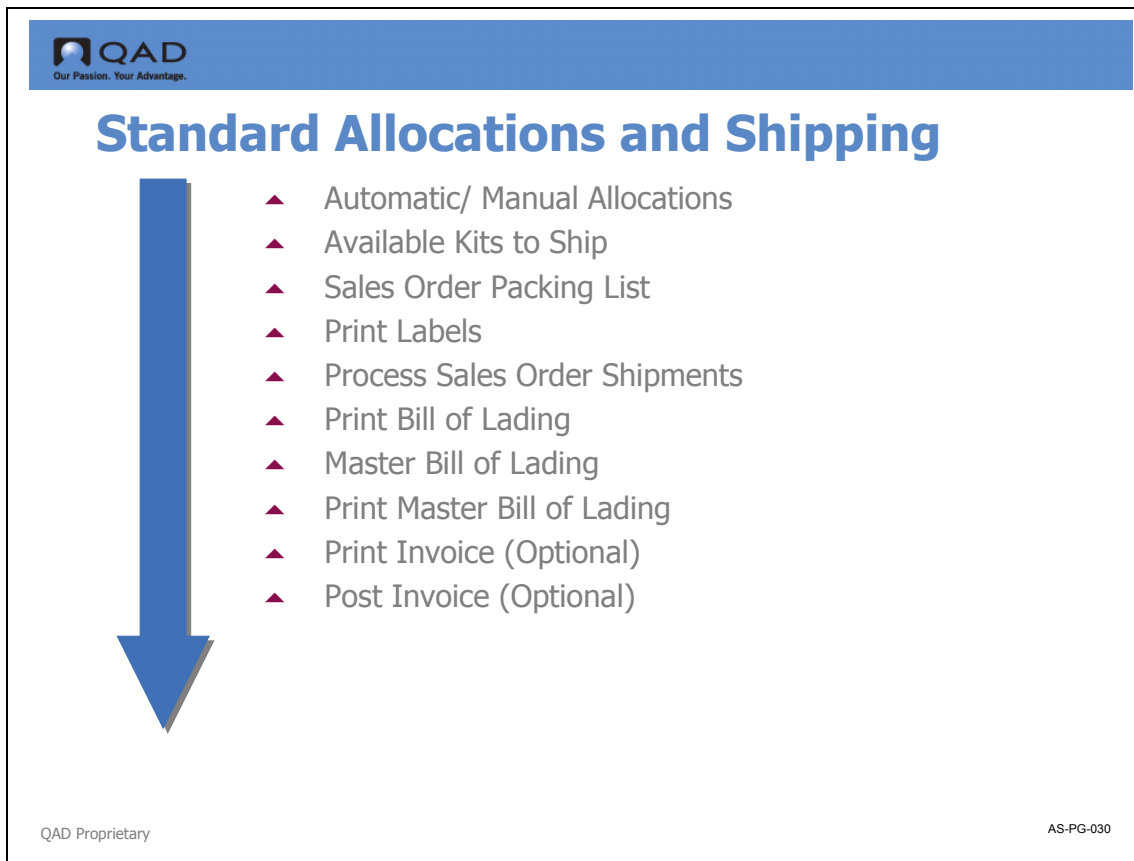 QAD
Our Passion. Your Advantage.
Standard Allocations and Shipping
Automatic/ Manual Allocations
Available Kits to Ship
Sales Order Packing List
Print Labels
Process Sales Order Shipments
Print Bill of Lading
Master Bill of Lading
Print Master Bill of Lading
Print Invoice (Optional)
Post Invoice (Optional)
QAD Proprietary
AS-PG-030